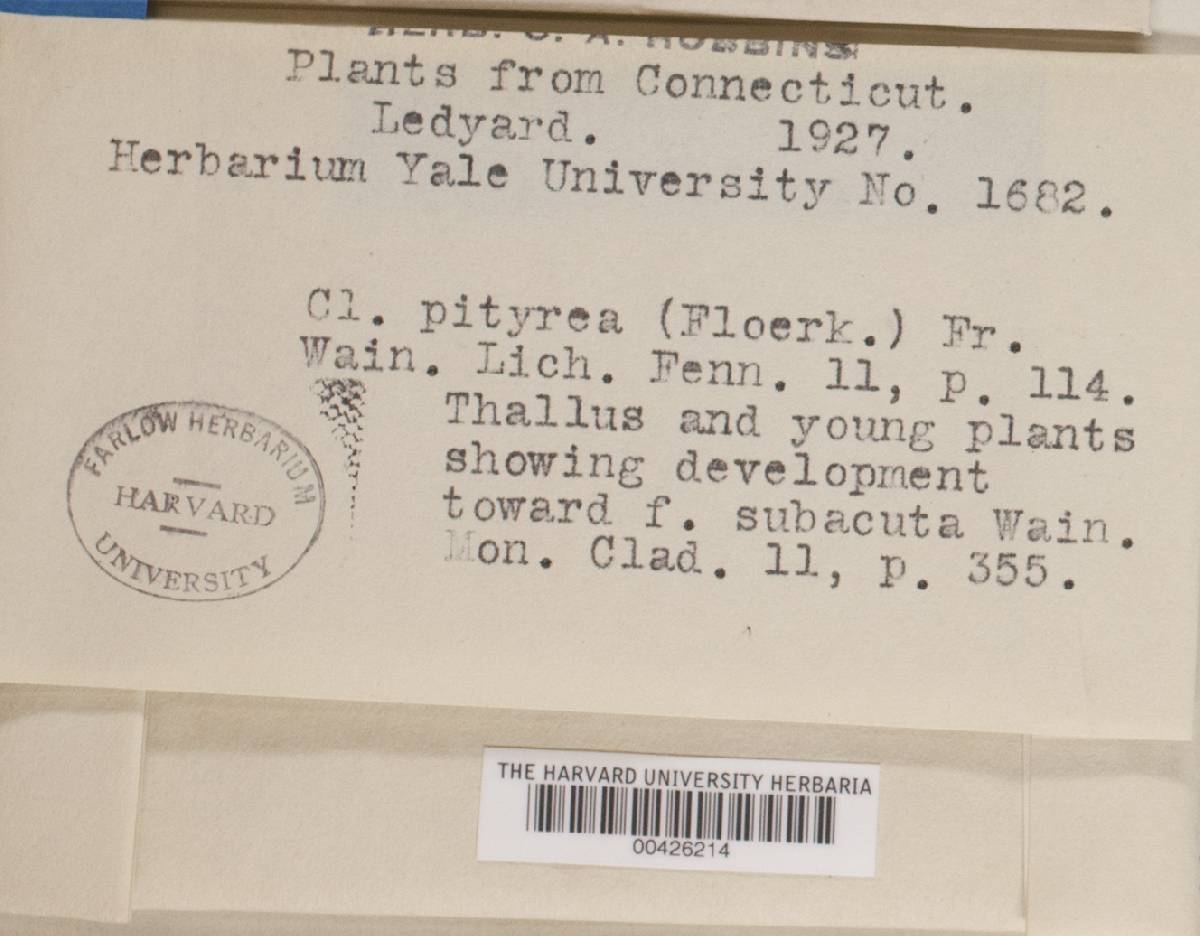 HERB. C. A. ROBBINS
Plants from Connecticut.
Ledyard. 1927.
Herbarium Yale University No. 1682.
Cl. pityrea (Floerk.) Fr.
Wain. Lich. Fenn. 11, p. 114.
Thallus and young plants
showing development
toward f. subacuta Wain.
Mon. Clad. 11, p. 355.
FARLOW HERBARIUM
HARVARD
UNIVERSITY
THE HARVARD UNIVERSITY HERBARIA
00426214